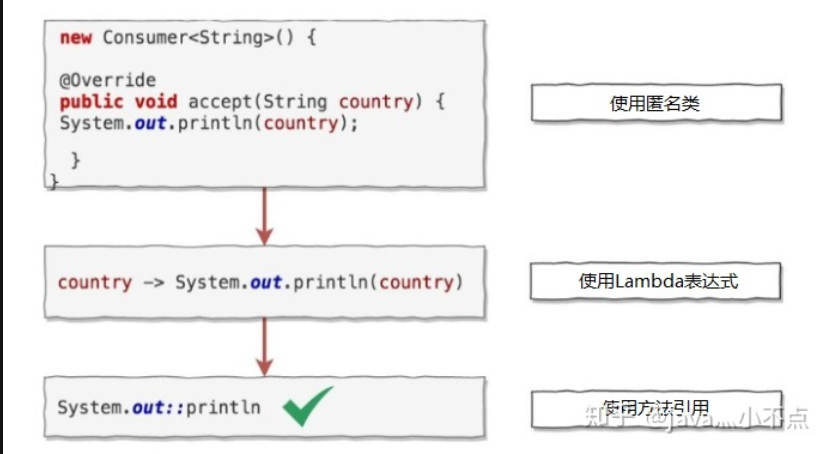 new Consumer<String>() {
@Override
public void accept(String country) {
System.out.println(country);
}
}
使用匿名类
country -> System.out.println(country)
使用Lambda表达式
System.out::println
使用方法引用
知乎 @java灬小不点